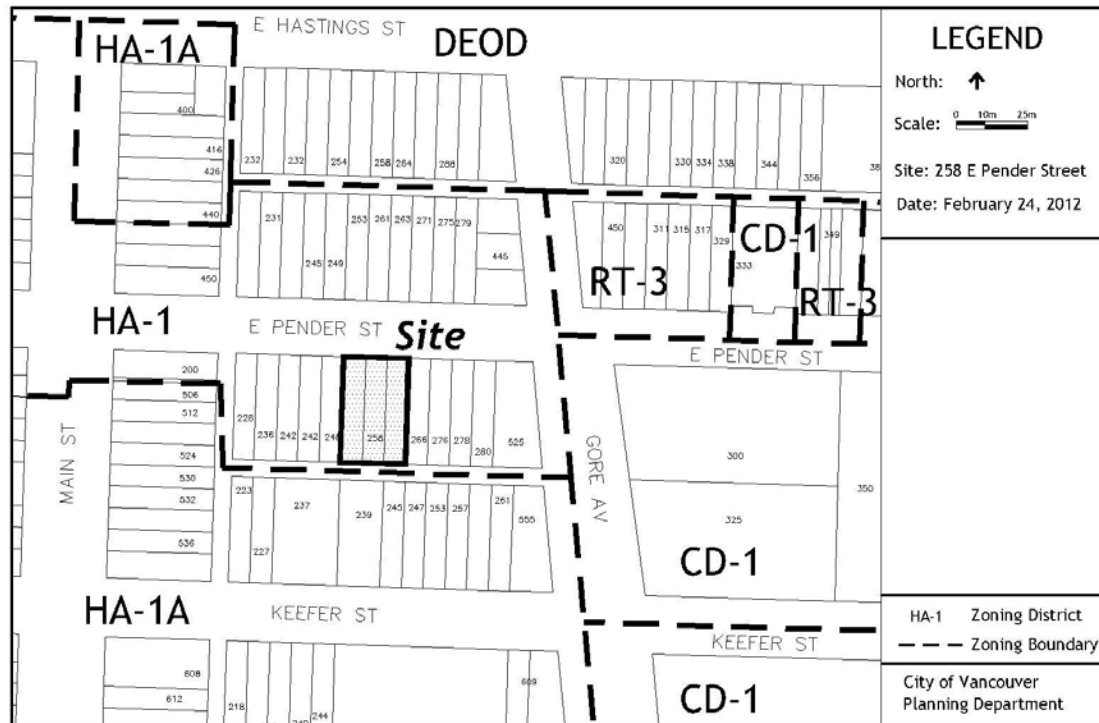 E HASTINGS ST
HA-1A
DEOD
400
416
426
440
450
232 232 254 258 264 288
320 330 334 338 344 356
231 245 249 253 261 263 271 275 279
445
450 311 315 317 329
333
349
RT-3
CD-1
RT-3
HA-1
E PENDER ST
Site
E PENDER ST
200
506
512
524
530
532
536
228 236 242 242 258 266 276 278 280 525
MAIN ST
GORE AV
300
350
325
223 227 237 239 245 247 253 257 261 555
CD-1
HA-1A
KEEFER ST
KEEFER ST
608
612
218
244
609
CD-1
LEGEND
North:
Scale: 0 10m 25m
Site: 258 E Pender Street
Date: February 24, 2012
HA-1 Zoning District
Zoning Boundary
City of Vancouver
Planning Department